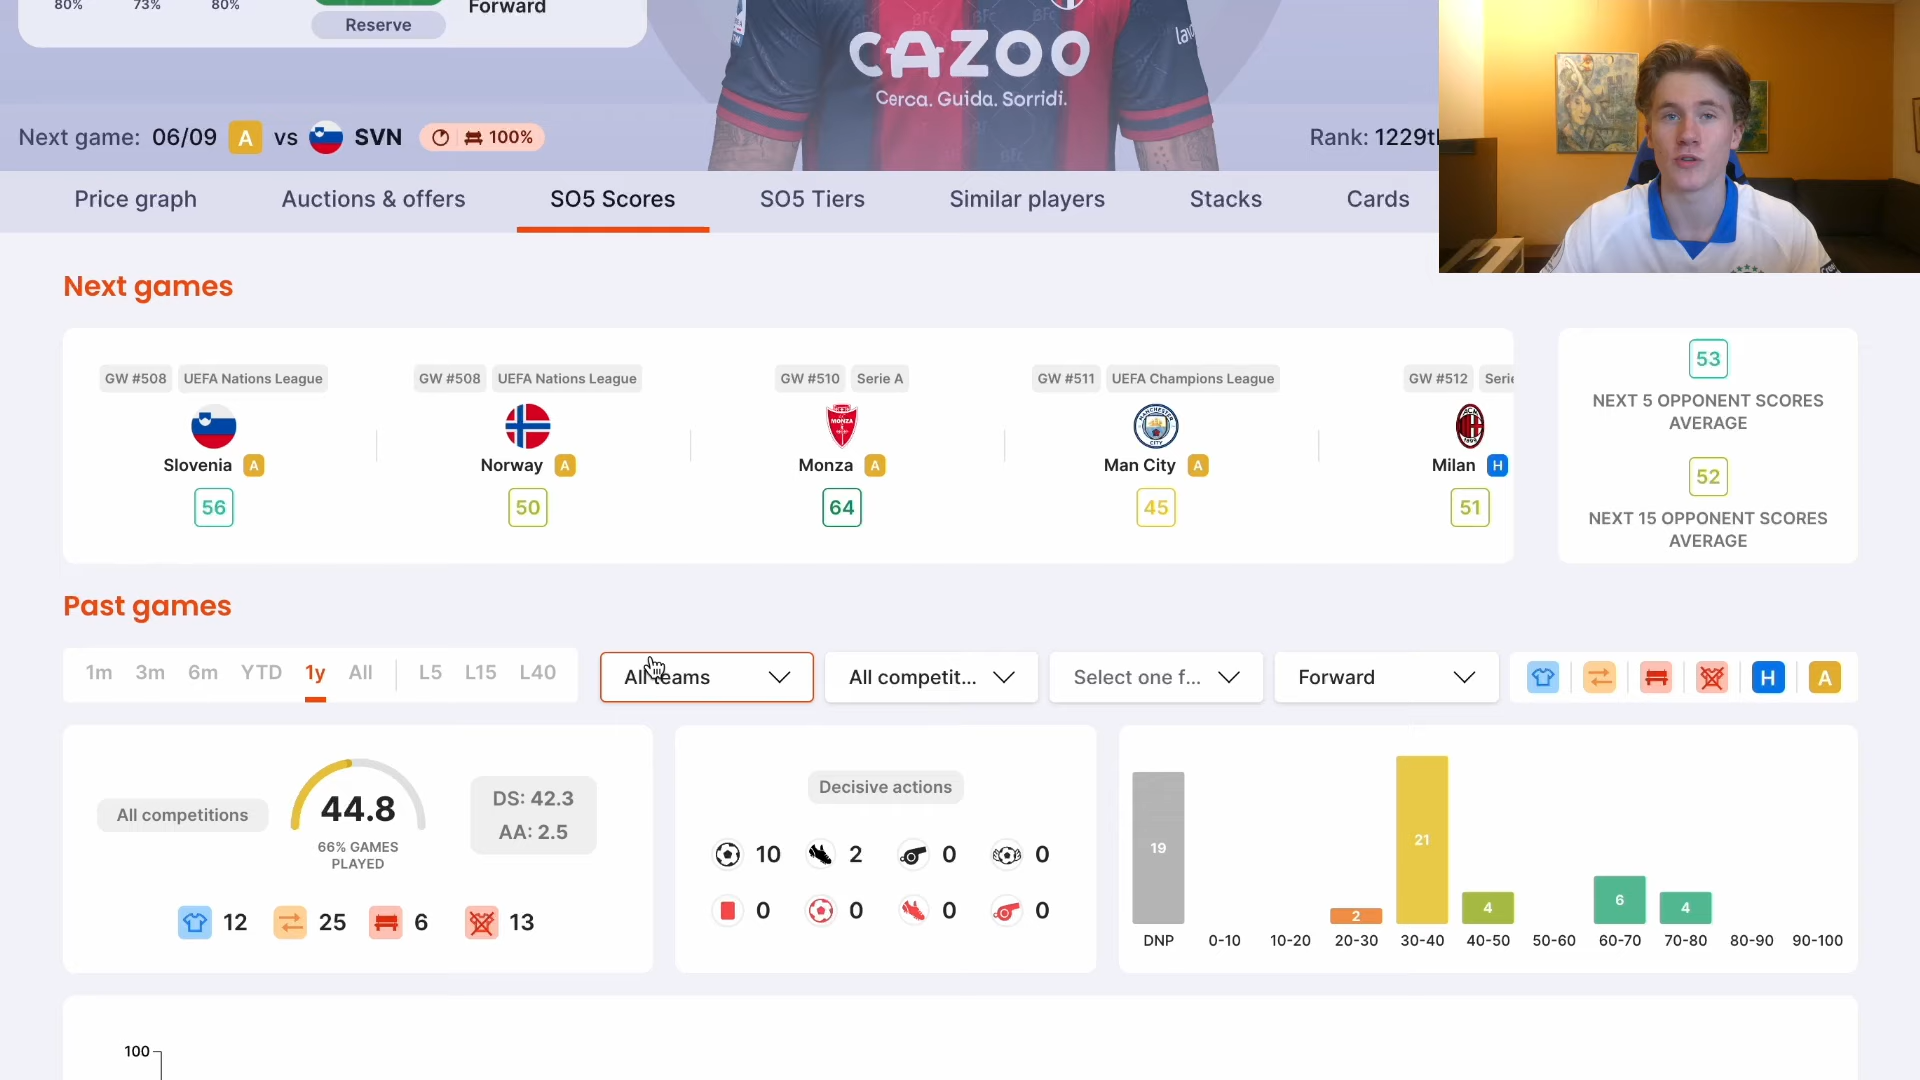 80% 73% 80%
Reserve
Forward
CAZOO
Cerca. Guida. Sorridi.
Next game: 06/09 A vs SVN 100%
Rank: 1229th
Price graph Auctions & offers SO5 Scores SO5 Tiers Similar players Stacks Cards
Next games
GW #508 UEFA Nations League GW #508 UEFA Nations League GW #510 Serie A GW #511 UEFA Champions League GW #512 Serie
Slovenia A Norway A Monza A Man City A Milan H
56 50 64 45 51
53
NEXT 5 OPPONENT SCORES
AVERAGE
52
NEXT 15 OPPONENT SCORES
AVERAGE
Past games
1m 3m 6m YTD 1y All L5 L15 L40
All teams
All competit...
Select one f...
Forward
H A
All competitions
44.8
66% GAMES
PLAYED
DS: 42.3
AA: 2.5
12 25 6 13
Decisive actions
10 2 0 0
0 0 0 0
19 2 21 4 6 4
DNP 0-10 10-20 20-30 30-40 40-50 50-60 60-70 70-80 80-90 90-100
100